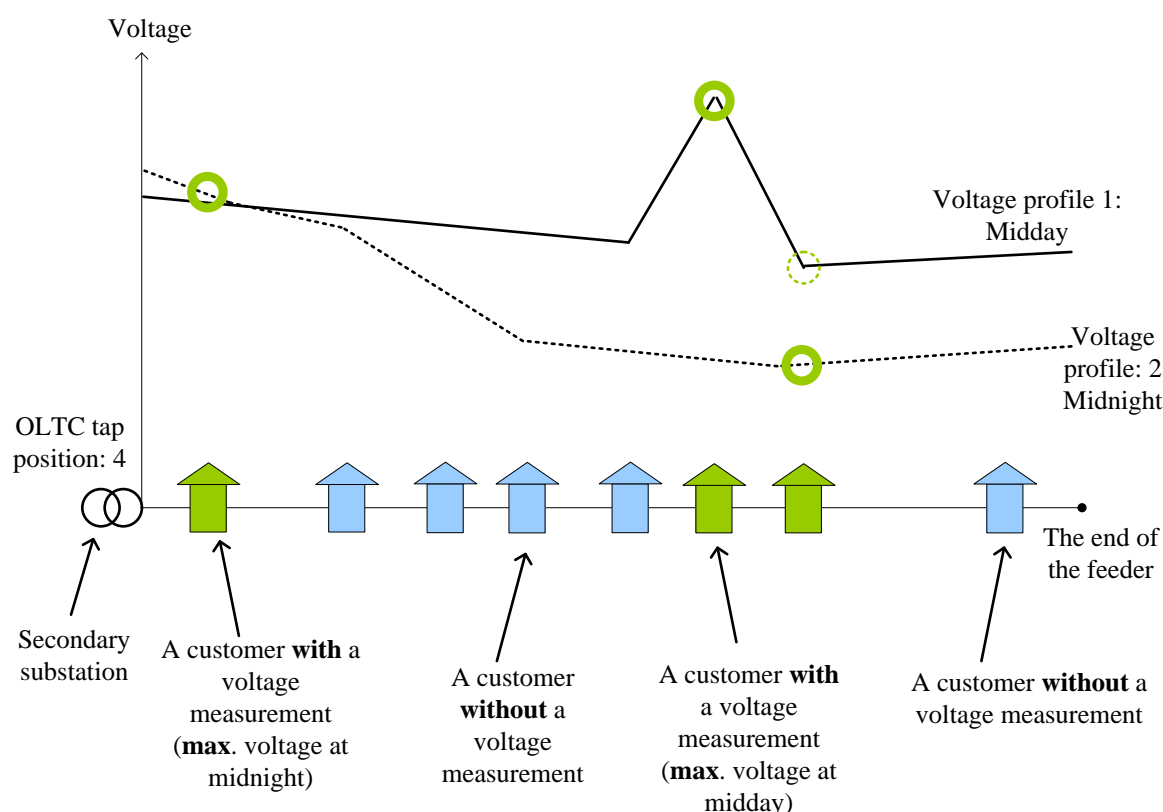 Voltage
Voltage profile 1:
Midday
Voltage
profile: 2
Midnight
OLTC tap
position: 4
The end of
the feeder
Secondary
substation
A customer with a
voltage
measurement
(max. voltage at
midnight)
A customer
without a
voltage
measurement
A customer with
a voltage
measurement
(max. voltage at
midday)
A customer without a
voltage measurement